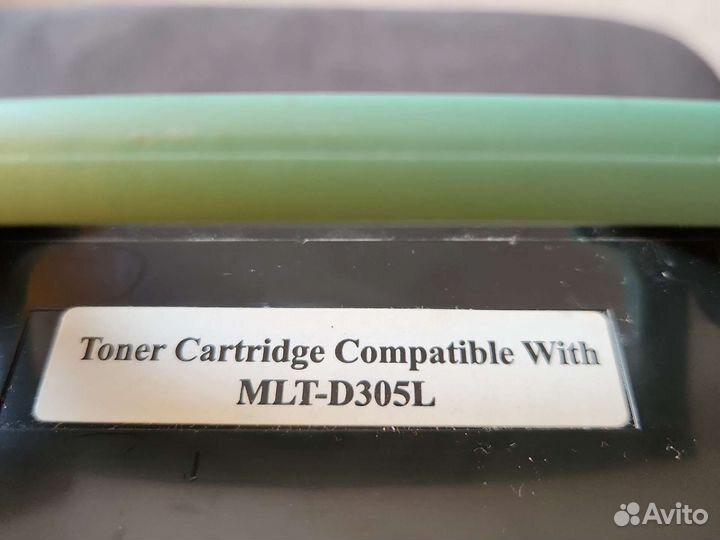 Toner Cartridge Compatible With
MLT-D305L
Avito